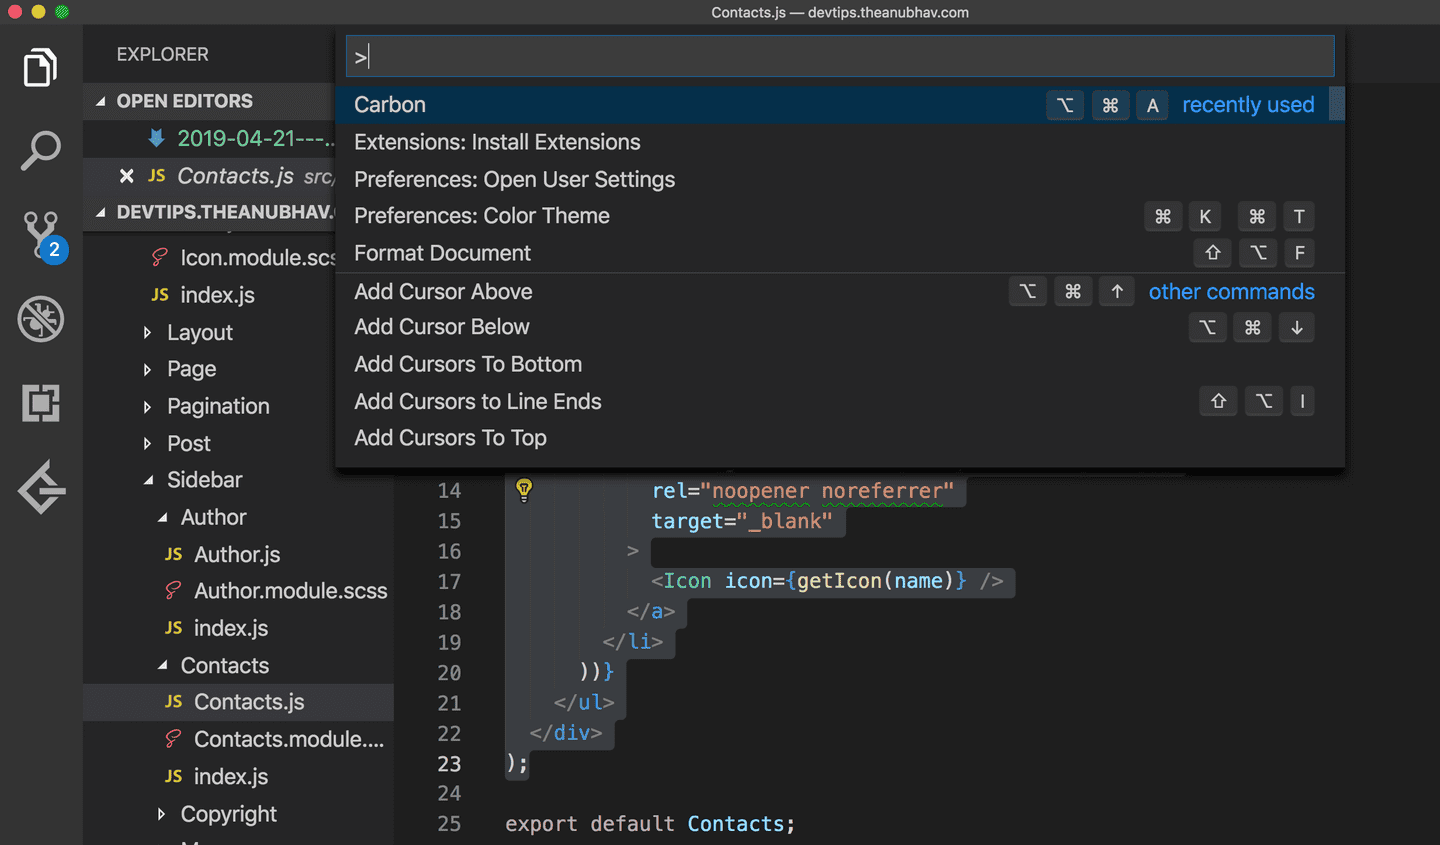 Contacts.js — devtips.theanubhav.com
EXPLORER
OPEN EDITORS
2019-04-21---...
JS Contacts.js src/
DEVTIPS.THEANUBHAV.
2
Icon.module.scs
JS index.js
Layout
Page
Pagination
Post
Sidebar
Author
JS Author.js
Author.module.scss
JS index.js
Contacts
JS Contacts.js
Contacts.module....
JS index.js
Copyright
>
Carbon ⌥ ⌘ A recently used
Extensions: Install Extensions
Preferences: Open User Settings
Preferences: Color Theme ⌘ K ⌘ T
Format Document ⇧ ⌥ F
Add Cursor Above ⌥ ⌘ ↑ other commands
Add Cursor Below ⌥ ⌘ ↓
Add Cursors To Bottom
Add Cursors to Line Ends ⇧ ⌥ I
Add Cursors To Top
14 rel="noopener noreferrer"
15 target="_blank"
16 >
17 <Icon icon={getIcon(name)} />
18 </a>
19 </li>
20 ))}
21 </ul>
22 </div>
23 );
24
25 export default Contacts;